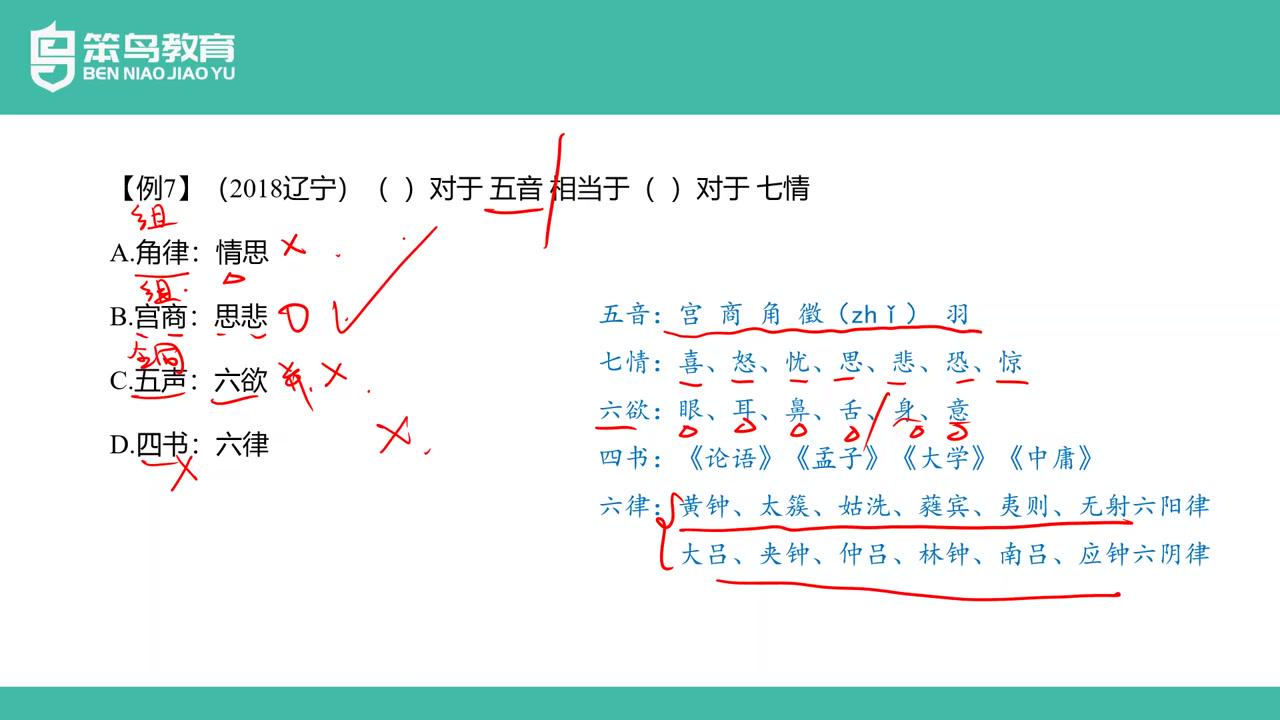 笨鸟教育
BEN NIAO JIAO YU
【例7】（2018辽宁）（ ）对于 五音 相当于（ ）对于 七情
组
A.角律：情思
组
B.宫商：思悲
全同
C.五声：六欲
D.四书：六律
五音：宫 商 角 徵（zhǐ） 羽
七情：喜、怒、忧、思、悲、恐、惊
六欲：眼、耳、鼻、舌、身、意
四书：《论语》《孟子》《大学》《中庸》
六律：黄钟、太簇、姑洗、蕤宾、夷则、无射六阳律
大吕、夹钟、仲吕、林钟、南吕、应钟六阴律